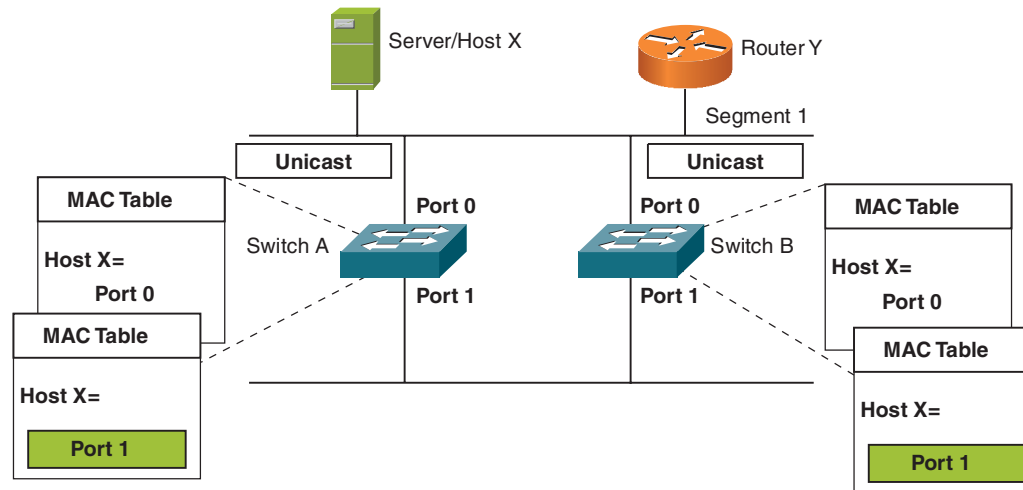 Server/Host X
Router Y
Segment 1
Unicast
Unicast
MAC Table
Host X=
Port 0
MAC Table
Host X=
Port 1
Switch A
Port 0
Port 1
Port 0
Port 1
Switch B
MAC Table
Host X=
Port 0
MAC Table
Host X=
Port 1